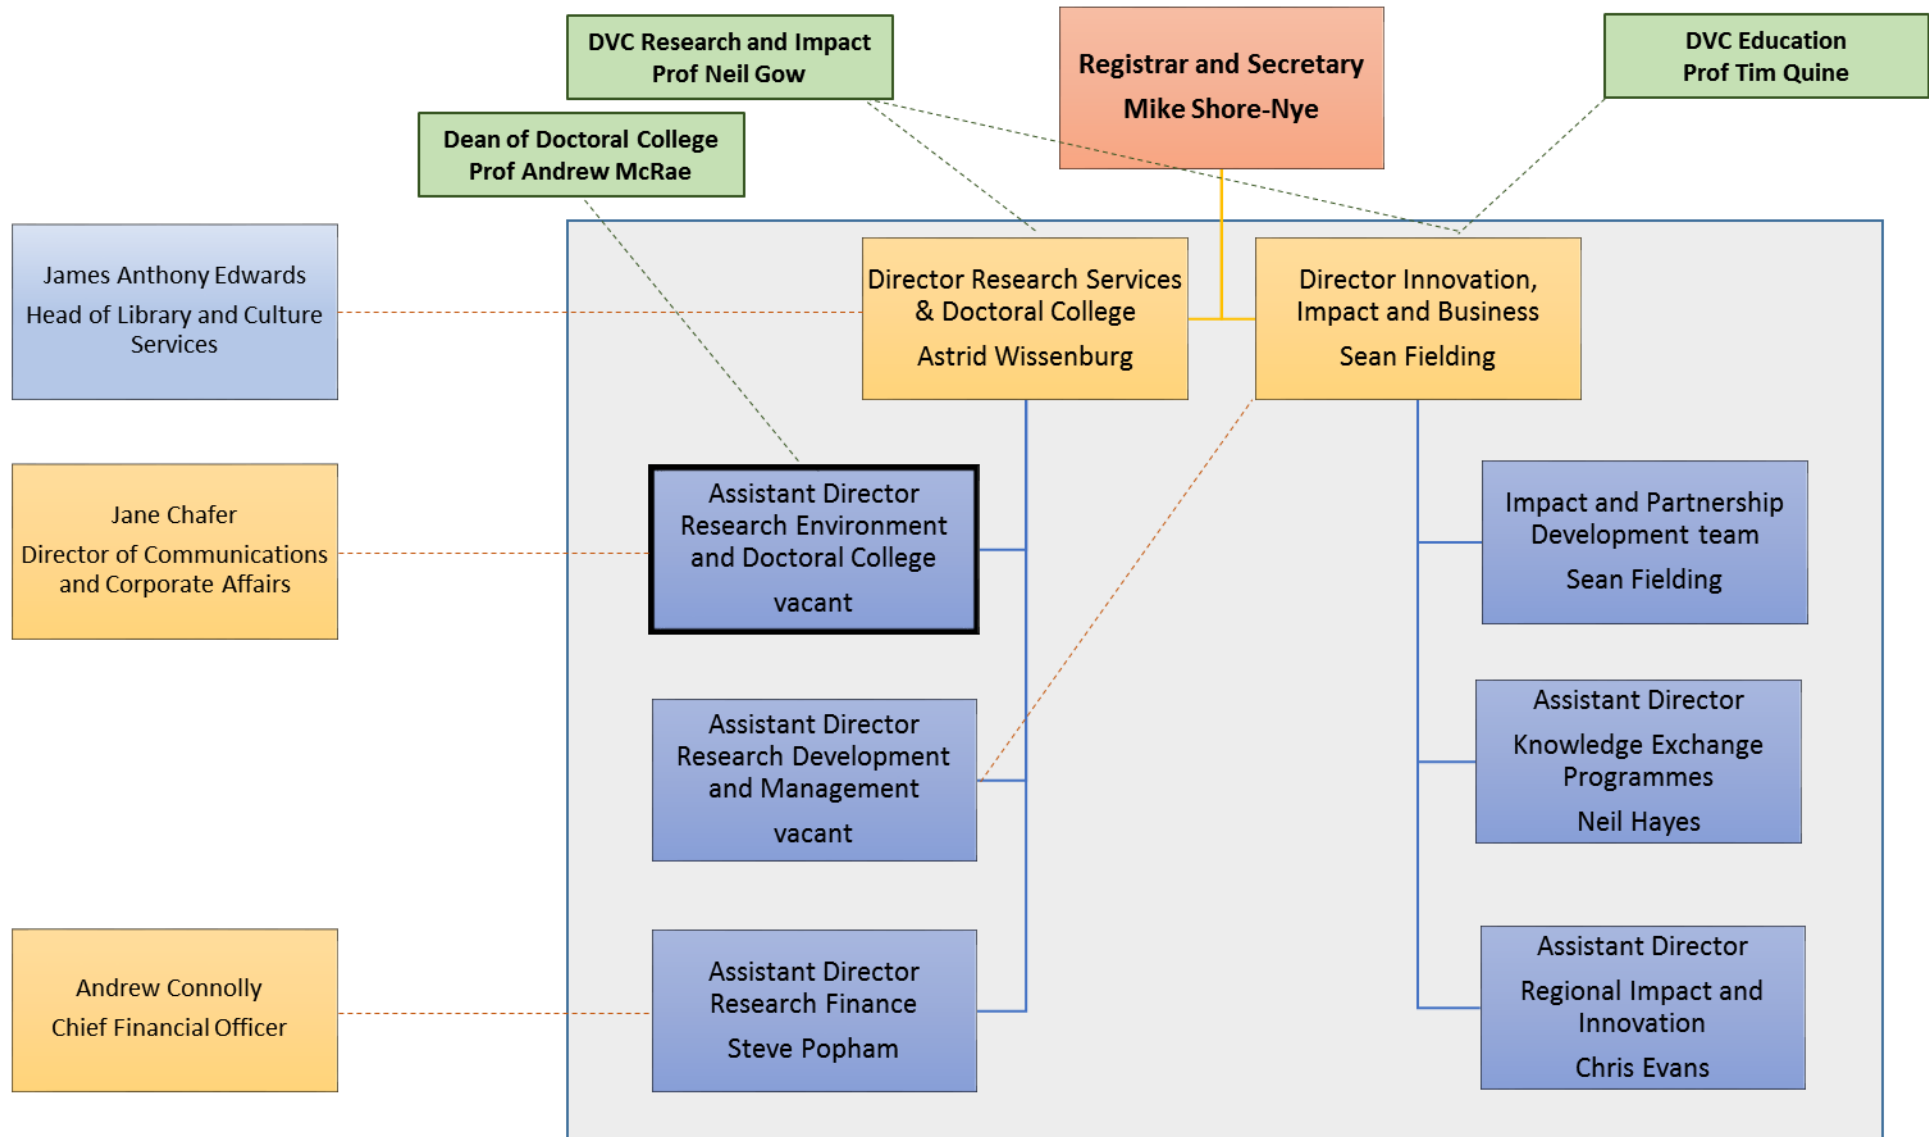 DVC Research and Impact
Prof Neil Gow
Registrar and Secretary
Mike Shore-Nye
DVC Education
Prof Tim Quine
Dean of Doctoral College
Prof Andrew McRae
James Anthony Edwards
Head of Library and Culture
Services
Director Research Services
& Doctoral College
Astrid Wissenburg
Director Innovation,
Impact and Business
Sean Fielding
Jane Chafer
Director of Communications
and Corporate Affairs
Assistant Director
Research Environment
and Doctoral College
vacant
Impact and Partnership
Development team
Sean Fielding
Assistant Director
Research Development
and Management
vacant
Assistant Director
Knowledge Exchange
Programmes
Neil Hayes
Andrew Connolly
Chief Financial Officer
Assistant Director
Research Finance
Steve Popham
Assistant Director
Regional Impact and
Innovation
Chris Evans